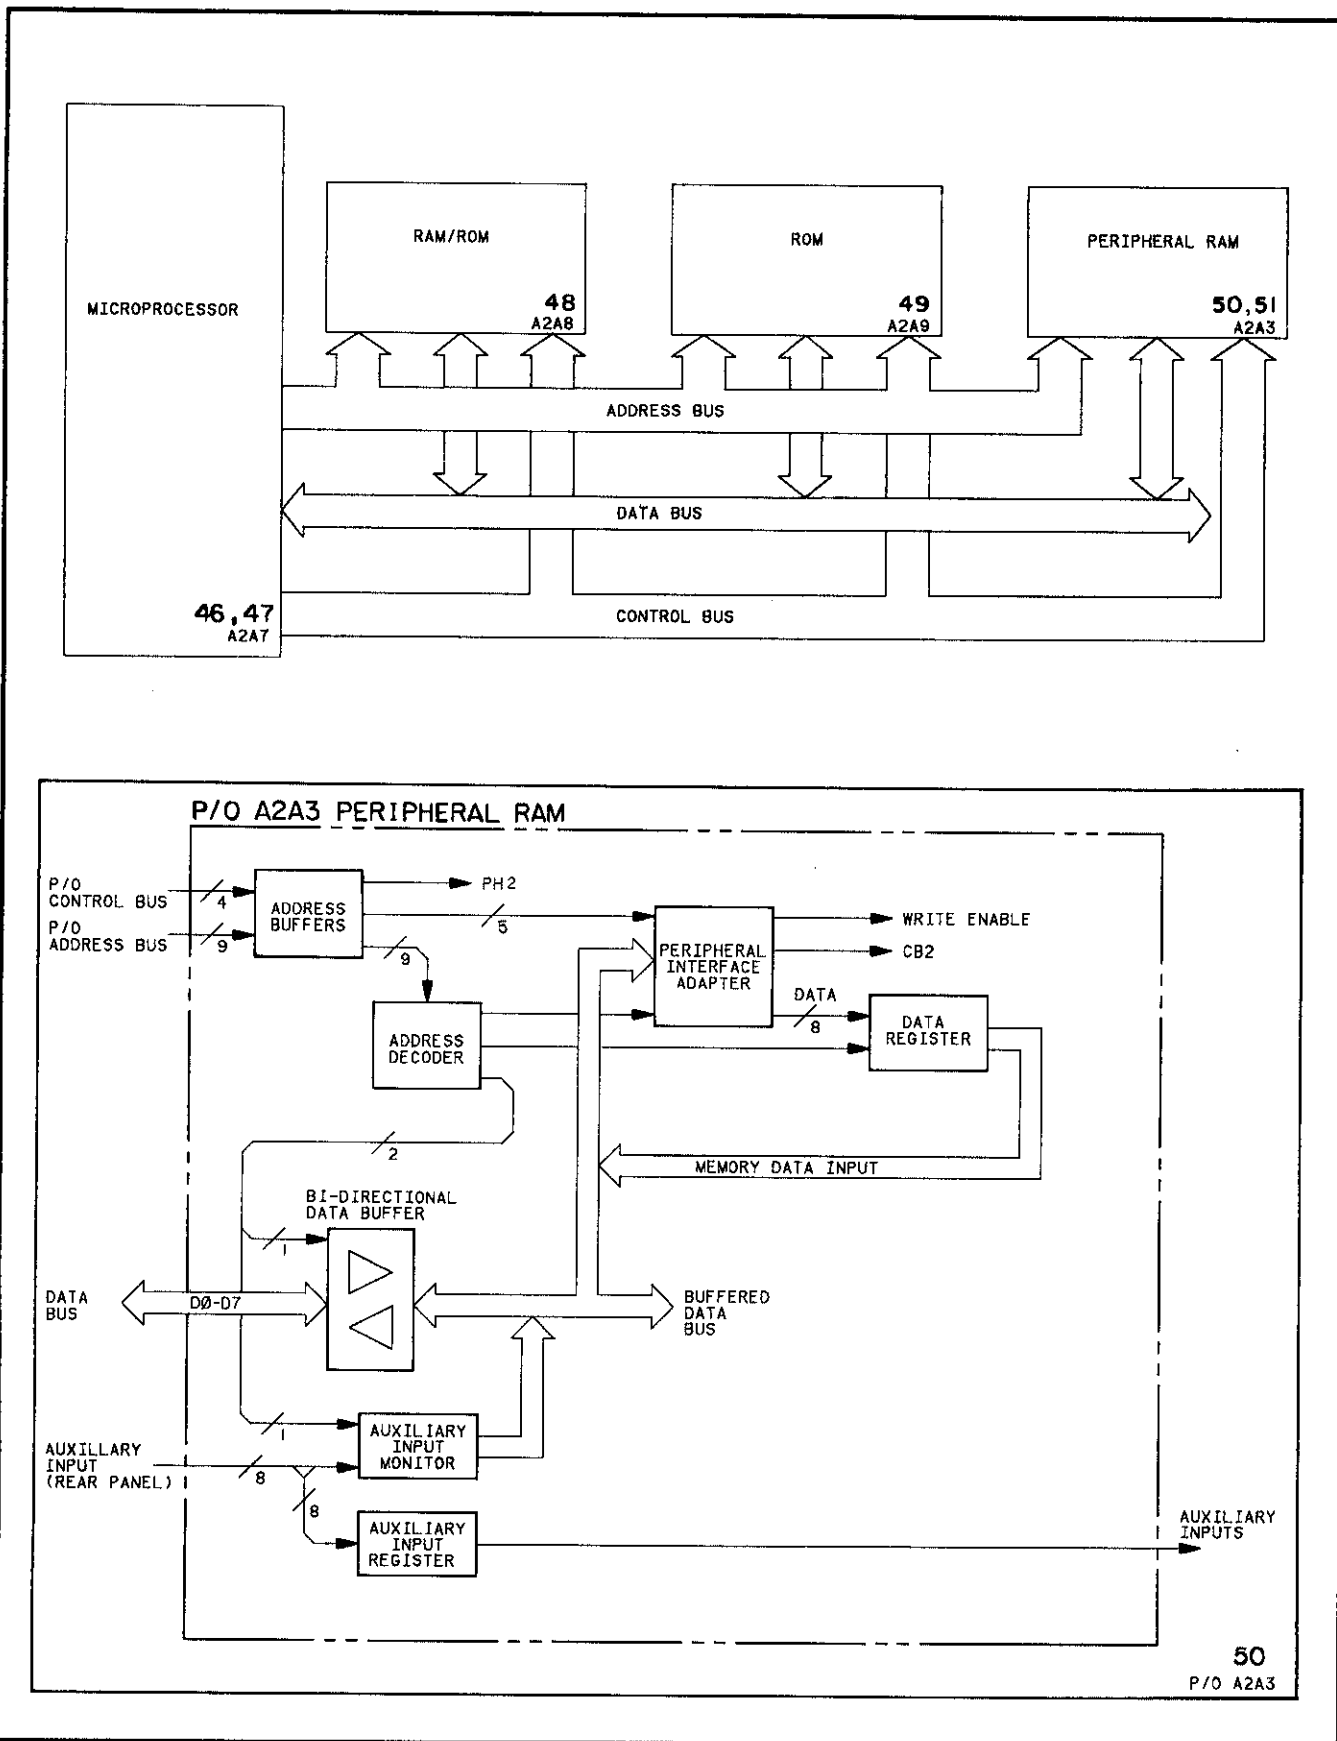 MICROPROCESSOR
46,47
A2A7
RAM/ROM
48
A2A8
ROM
49
A2A9
PERIPHERAL RAM
50,51
A2A3
ADDRESS BUS
DATA BUS
CONTROL BUS
P/O A2A3 PERIPHERAL RAM
P/O
CONTROL BUS
4
P/O
ADDRESS BUS
9
ADDRESS
BUFFERS
PH2
5
9
PERIPHERAL
INTERFACE
ADAPTER
WRITE ENABLE
CB2
DATA
8
DATA
REGISTER
ADDRESS
DECODER
2
MEMORY DATA INPUT
BI-DIRECTIONAL
DATA BUFFER
1
DATA
BUS
DØ-D7
BUFFERED
DATA
BUS
1
AUXILLARY
INPUT
(REAR PANEL)
8
AUXILIARY
INPUT
MONITOR
8
AUXILIARY
INPUT
REGISTER
AUXILIARY
INPUTS
50
P/O A2A3